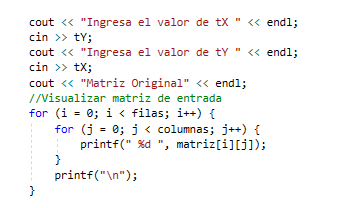 cout << "Ingresa el valor de tX " << endl;
cin >> tY;
cout << "Ingresa el valor de tY " << endl;
cin >> tX;
cout << "Matriz Original" << endl;
//Visualizar matriz de entrada
for (i = 0; i < filas; i++) {
    for (j = 0; j < columnas; j++) {
        printf(" %d ", matriz[i][j]);
    }
    printf("\n");
}